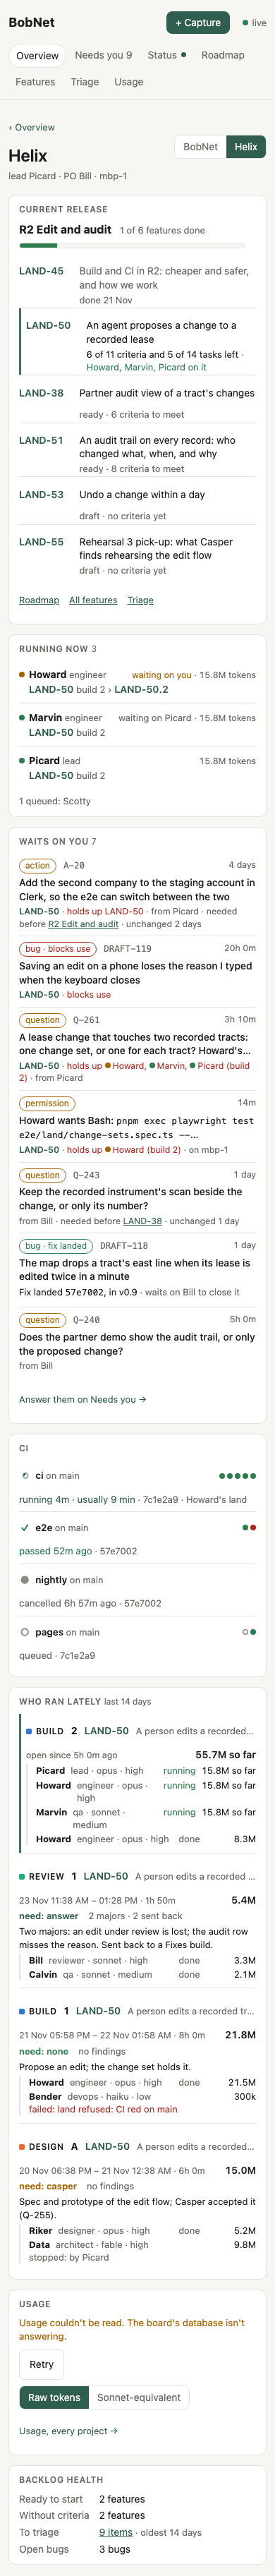 BobNet
+ Capture
live
Overview
Needs you 9
Status
Roadmap
Features
Triage
Usage
‹ Overview
Helix
BobNet
Helix
lead Picard · PO Bill · mbp-1
CURRENT RELEASE
R2 Edit and audit 1 of 6 features done
LAND-45 Build and CI in R2: cheaper and safer,
and how we work
done 21 Nov
LAND-50 An agent proposes a change to a
recorded lease
6 of 11 criteria and 5 of 14 tasks left ·
Howard, Marvin, Picard on it
LAND-38 Partner audit view of a tract's changes
ready · 6 criteria to meet
LAND-51 An audit trail on every record: who
changed what, when, and why
ready · 8 criteria to meet
LAND-53 Undo a change within a day
draft · no criteria yet
LAND-55 Rehearsal 3 pick-up: what Casper
finds rehearsing the edit flow
draft · no criteria yet
Roadmap All features Triage
RUNNING NOW 3
Howard engineer waiting on you · 15.8M tokens
LAND-50 build 2 › LAND-50.2
Marvin engineer waiting on Picard · 15.8M tokens
LAND-50 build 2
Picard lead 15.8M tokens
LAND-50 build 2
1 queued: Scotty
WAITS ON YOU 7
action A-20 4 days
Add the second company to the staging account in
Clerk, so the e2e can switch between the two
LAND-50 · holds up LAND-50 · from Picard · needed
before R2 Edit and audit · unchanged 2 days
bug · blocks use DRAFT-119 20h 0m
Saving an edit on a phone loses the reason I typed
when the keyboard closes
LAND-50 · blocks use
question Q-261 3h 10m
A lease change that touches two recorded tracts:
one change set, or one for each tract? Howard's...
LAND-50 · holds up Howard, Marvin, Picard (build
2) · from Picard
permission 14m
Howard wants Bash: pnpm exec playwright test
e2e/land/change-sets.spec.ts --...
LAND-50 · holds up Howard (build 2) · on mbp-1
question Q-243 1 day
Keep the recorded instrument's scan beside the
change, or only its number?
from Bill · needed before LAND-38 · unchanged 1 day
bug · fix landed DRAFT-118 1 day
The map drops a tract's east line when its lease is
edited twice in a minute
Fix landed 57e7002, in v0.9 · waits on Bill to close it
question Q-240 5h 0m
Does the partner demo show the audit trail, or only
the proposed change?
from Bill
Answer them on Needs you →
CI
ci on main
running 4m · usually 9 min · 7c1e2a9 · Howard's land
e2e on main
passed 52m ago · 57e7002
nightly on main
cancelled 6h 57m ago · 57e7002
pages on main
queued · 7c1e2a9
WHO RAN LATELY last 14 days
BUILD 2 LAND-50 A person edits a recorded...
open since 5h 0m ago 55.7M so far
Picard lead · opus · high running 15.8M so far
Howard engineer · opus · running 15.8M so far
high
Marvin qa · sonnet · running 15.8M so far
medium
Howard engineer · opus · high done 8.3M
REVIEW 1 LAND-50 A person edits a recorded ...
23 Nov 11:38 AM – 01:28 PM · 1h 50m 5.4M
need: answer 2 majors · 2 sent back
Two majors: an edit under review is lost; the audit row
misses the reason. Sent back to a Fixes build.
Bill reviewer · sonnet · high done 3.3M
Calvin qa · sonnet · medium done 2.1M
BUILD 1 LAND-50 A person edits a recorded tr...
21 Nov 05:58 PM – 22 Nov 01:58 AM · 8h 0m 21.8M
need: none no findings
Propose an edit; the change set holds it.
Howard engineer · opus · high done 21.5M
Bender devops · haiku · low 300k
failed: land refused: CI red on main
DESIGN A LAND-50 A person edits a recorded...
20 Nov 06:38 PM – 21 Nov 12:38 AM · 6h 0m 15.0M
need: casper no findings
Spec and prototype of the edit flow; Casper accepted it
(Q-255).
Riker designer · opus · high done 5.2M
Data architect · fable · high 9.8M
stopped: by Picard
USAGE
Usage couldn't be read. The board's database isn't
answering.
Retry
Raw tokens Sonnet-equivalent
Usage, every project →
BACKLOG HEALTH
Ready to start 2 features
Without criteria 2 features
To triage 9 items · oldest 14 days
Open bugs 3 bugs